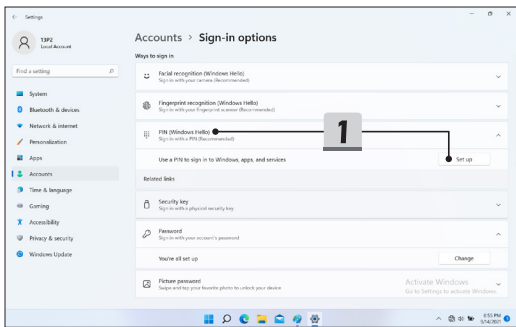 Settings
13P2
Local Account
Find a setting
System
Bluetooth & devices
Network & internet
Personalization
Apps
Accounts
Time & language
Gaming
Accessibility
Privacy & security
Windows Update
Accounts > Sign-in options
Ways to sign in
Facial recognition (Windows Hello)
Sign in with your camera (Recommended)
Fingerprint recognition (Windows Hello)
Sign in with your fingerprint scanner (Recommended)
PIN (Windows Hello)
Sign in with a PIN (Recommended)
1
Use a PIN to sign in to Windows, apps, and services
Set up
Related links
Security key
Sign in with a physical security key
Password
Sign in with your account's password
You're all set up
Change
Picture password
Swipe and tap your favorite photo to unlock your device
Activate Windows
Go to Settings to activate Windows.
6:53 PM
9/14/2021